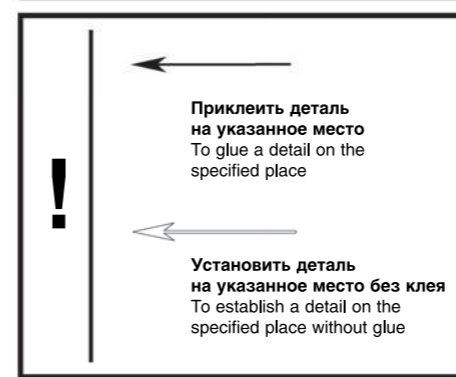 !
Приклеить деталь
на указанное место
To glue a detail on the
specified place
Установить деталь
на указанное место без клея
To establish a detail on the
specified place without glue